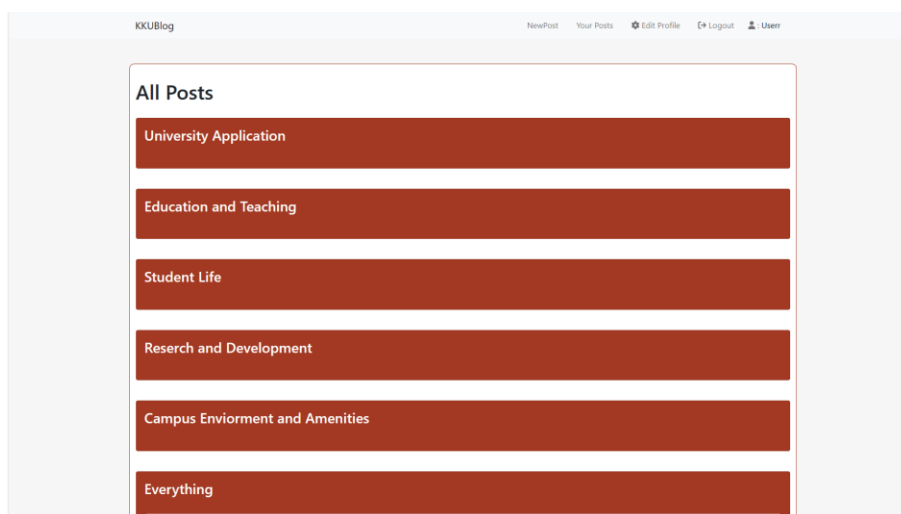 KKUBlog
NewPost Your Posts Edit Profile Logout : Userr
All Posts
University Application
Education and Teaching
Student Life
Reserch and Development
Campus Enviorment and Amenities
Everything